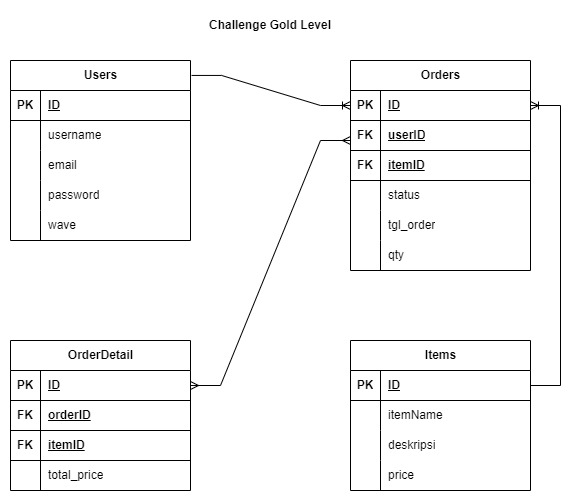 Challenge Gold Level
Users
PK ID
username
email
password
wave
Orders
PK ID
FK userID
FK itemID
status
tgl_order
qty
OrderDetail
PK ID
FK orderID
FK itemID
total_price
Items
PK ID
itemName
deskripsi
price